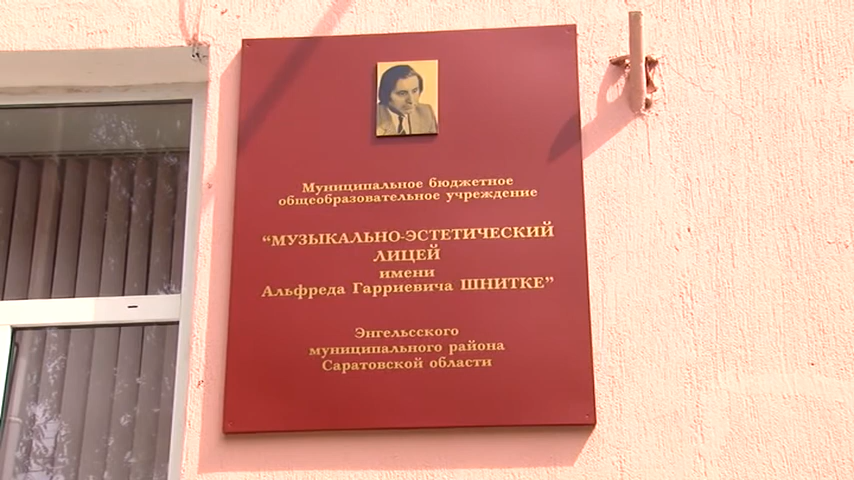 Муниципальное бюджетное
общеобразовательное учреждение
“МУЗЫКАЛЬНО-ЭСТЕТИЧЕСКИЙ
ЛИЦЕЙ
имени
Альфреда Гарриевича ШНИТКЕ”
Энгельсского
муниципального района
Саратовской области